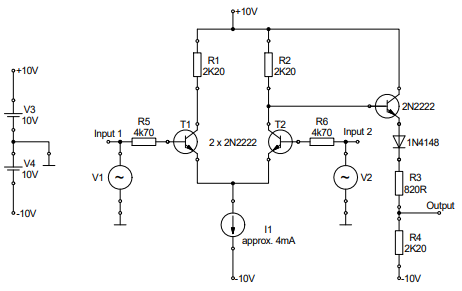 +10V
R1
2K20
R2
2K20
+10V
V3
10V
R5
4k70
T1
T2
R6
4k70
2N2222
Input 1
2 x 2N2222
Input 2
1N4148
V4
10V
V1
V2
R3
820R
-10V
I1
approx. 4mA
Output
R4
2K20
-10V
-10V